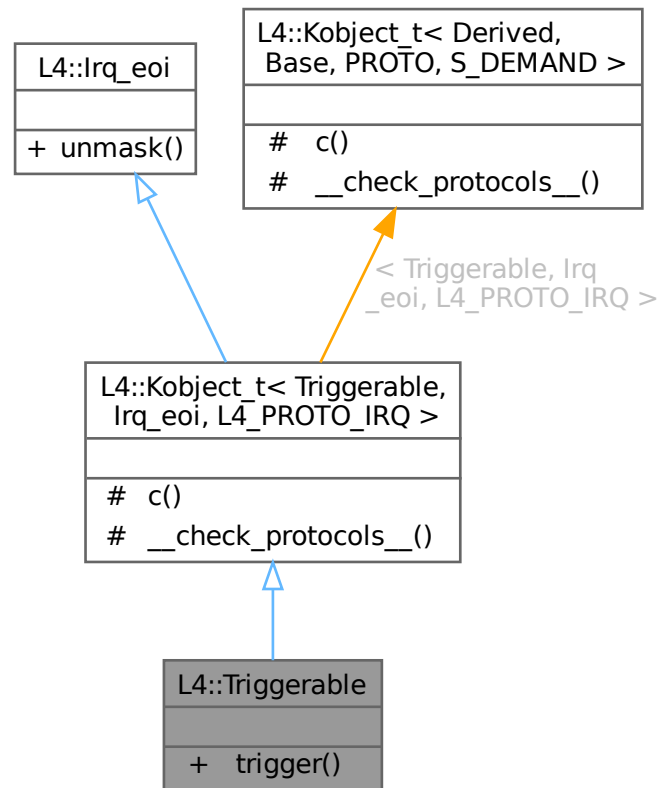 L4::Irq_eoi
+ unmask()
L4::Kobject_t< Derived,
Base, PROTO, S_DEMAND >
# c()
# __check_protocols__()
< Triggerable, Irq
_eoi, L4_PROTO_IRQ >
L4::Kobject_t< Triggerable,
Irq_eoi, L4_PROTO_IRQ >
# c()
# __check_protocols__()
L4::Triggerable
+ trigger()